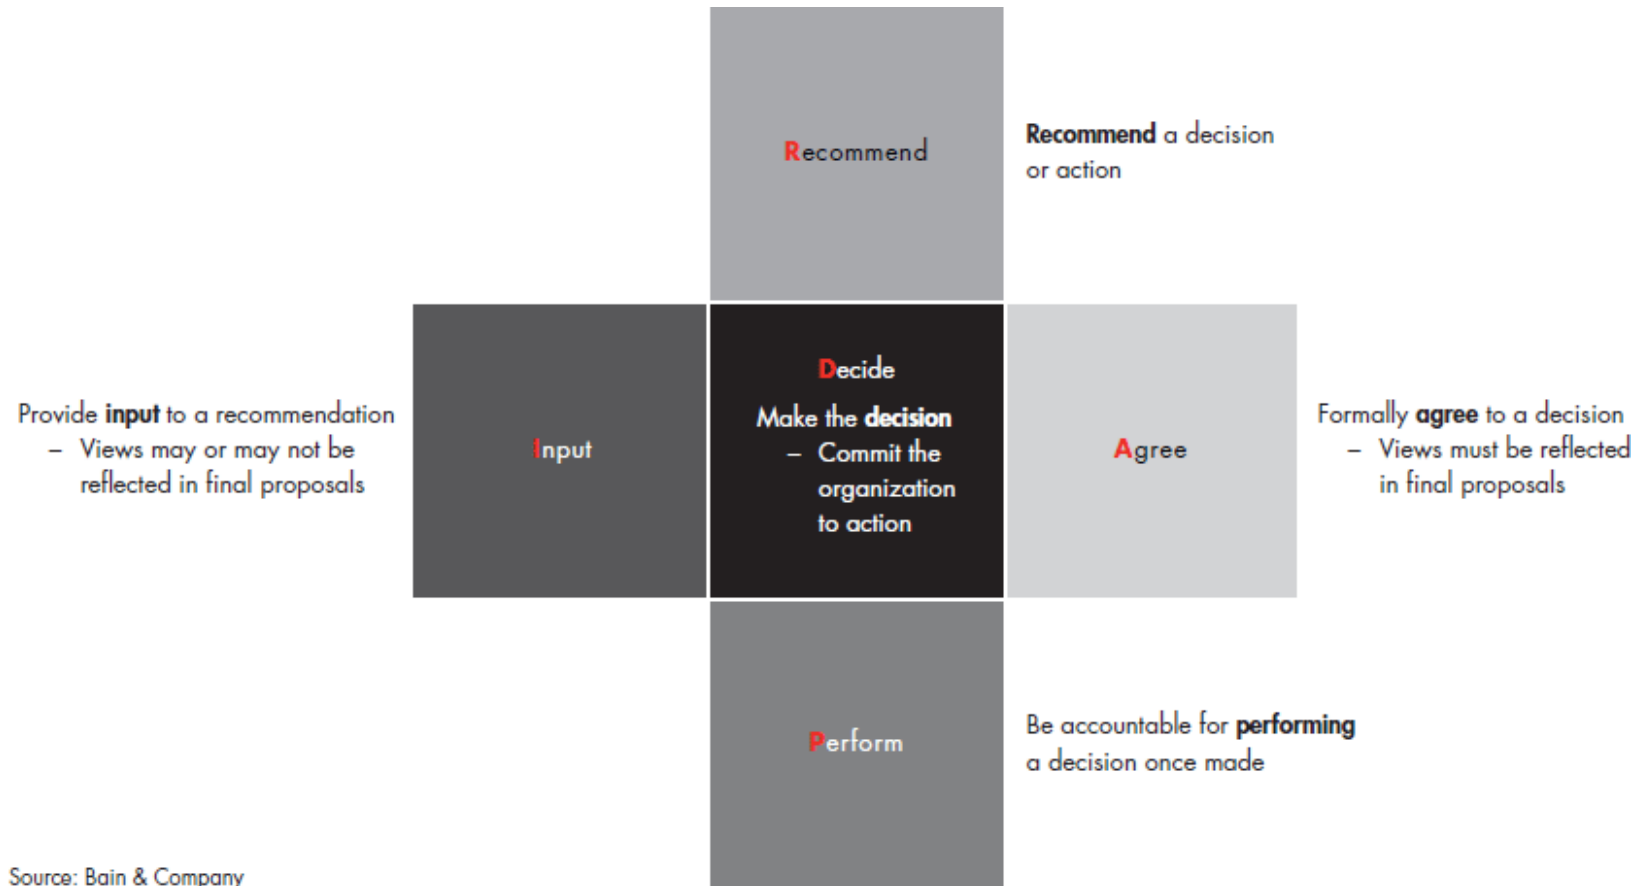 Recommend
Recommend a decision
or action
Provide input to a recommendation
– Views may or may not be
reflected in final proposals
Input
Decide
Make the decision
– Commit the
organization
to action
Agree
Formally agree to a decision
– Views must be reflected
in final proposals
Perform
Be accountable for performing
a decision once made
Source: Bain & Company